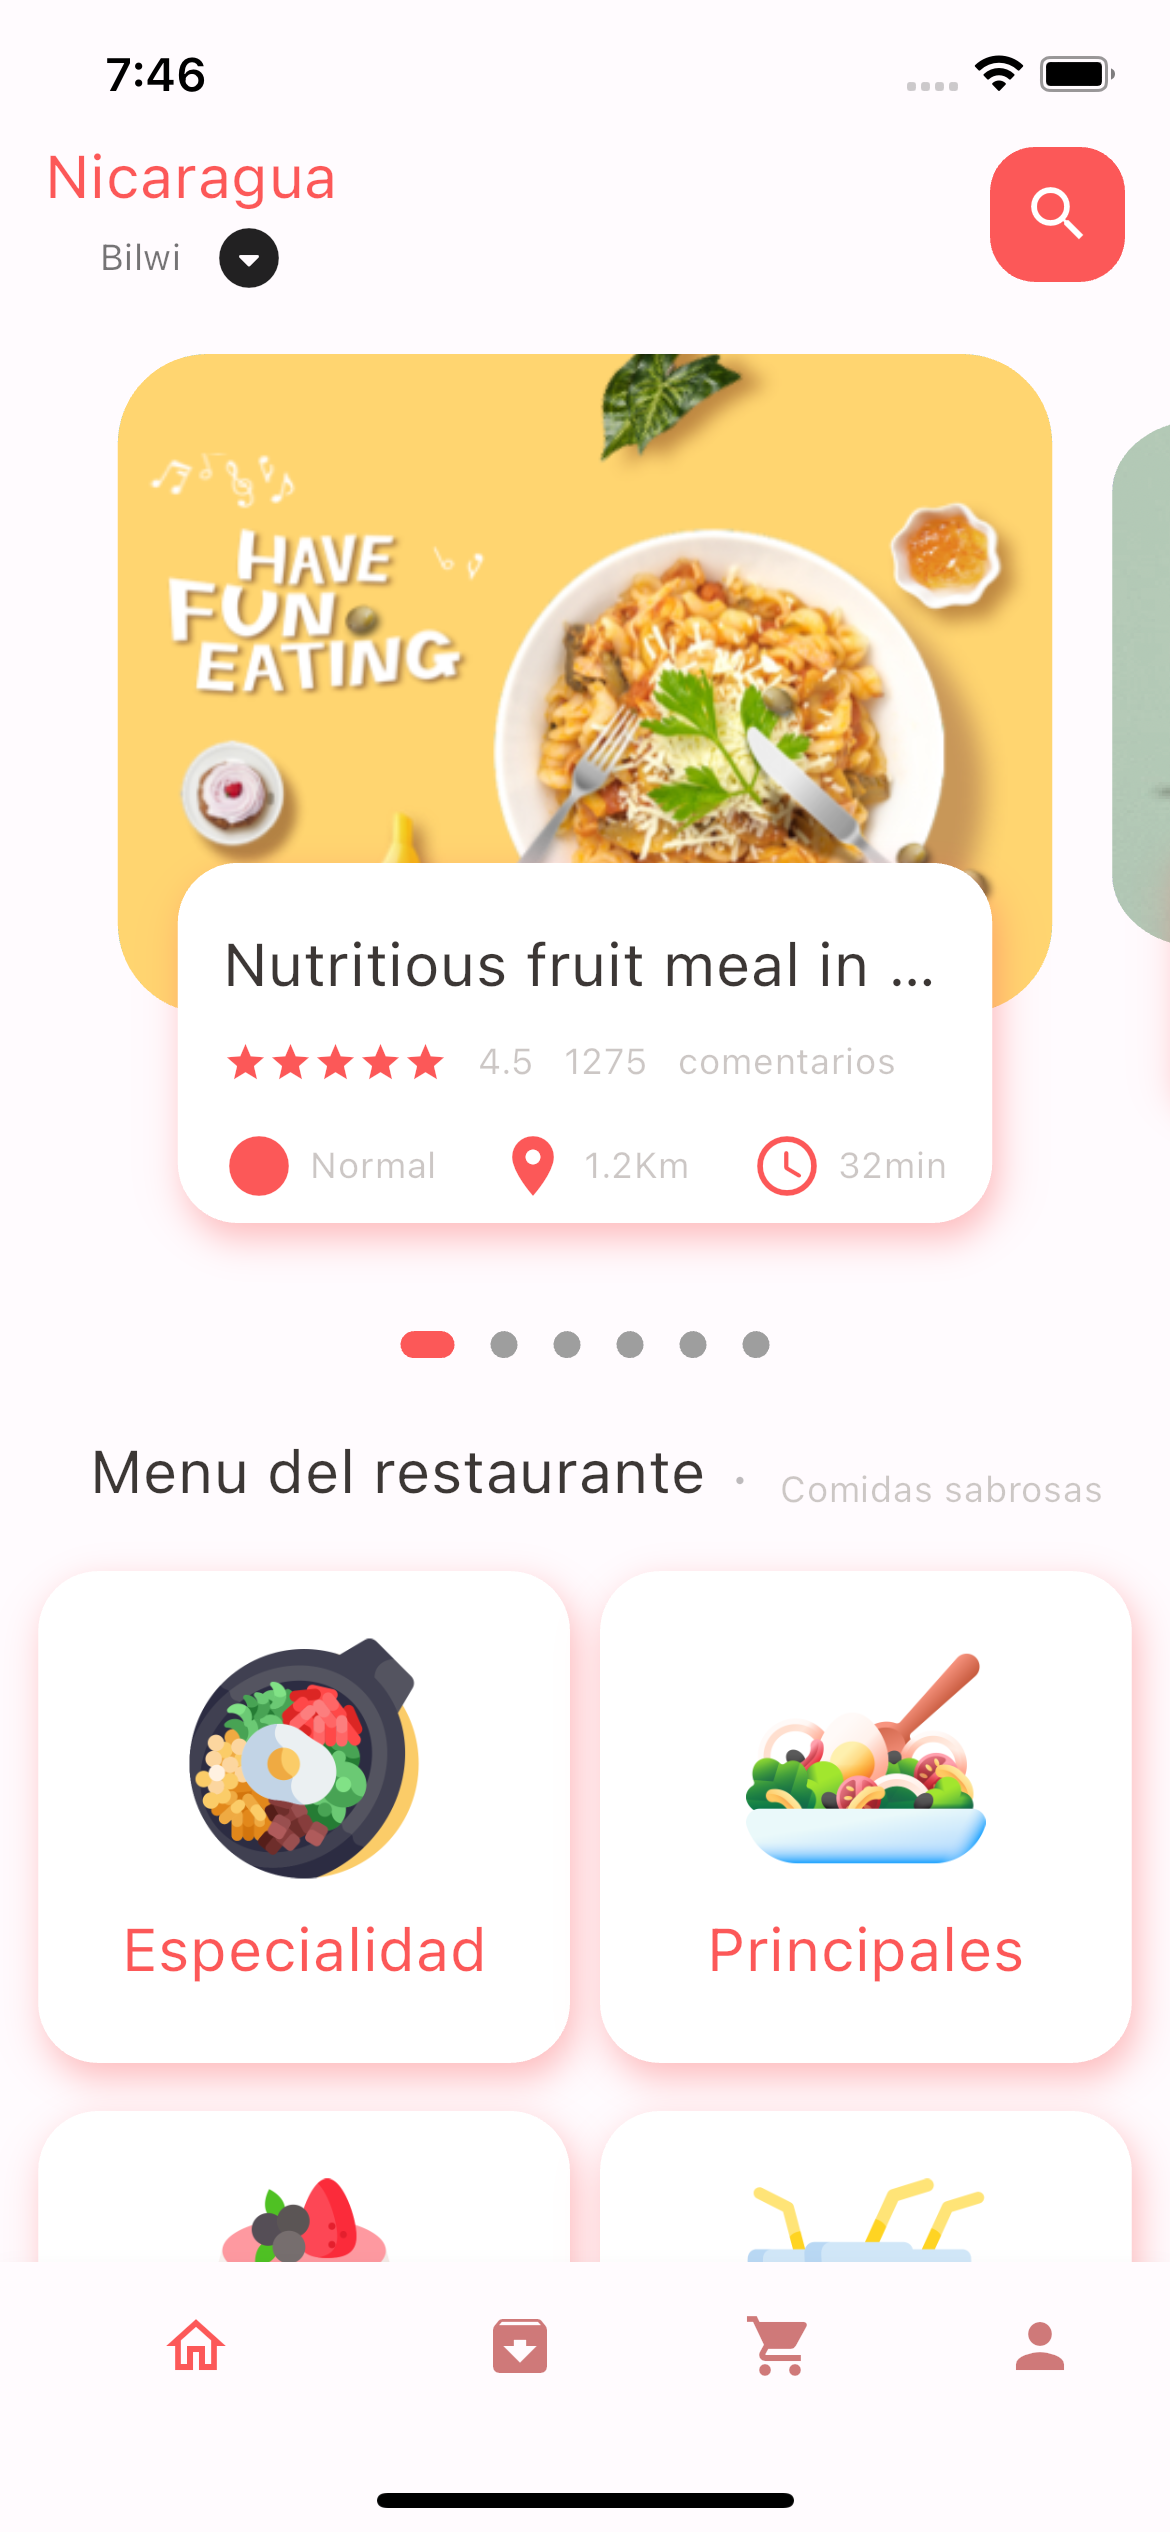 7:46
Nicaragua
Bilwi
HAVE
FUN
EATING
Nutritious fruit meal in ...
4.5 1275 comentarios
Normal 1.2Km 32min
Menu del restaurante · Comidas sabrosas
Especialidad Principales